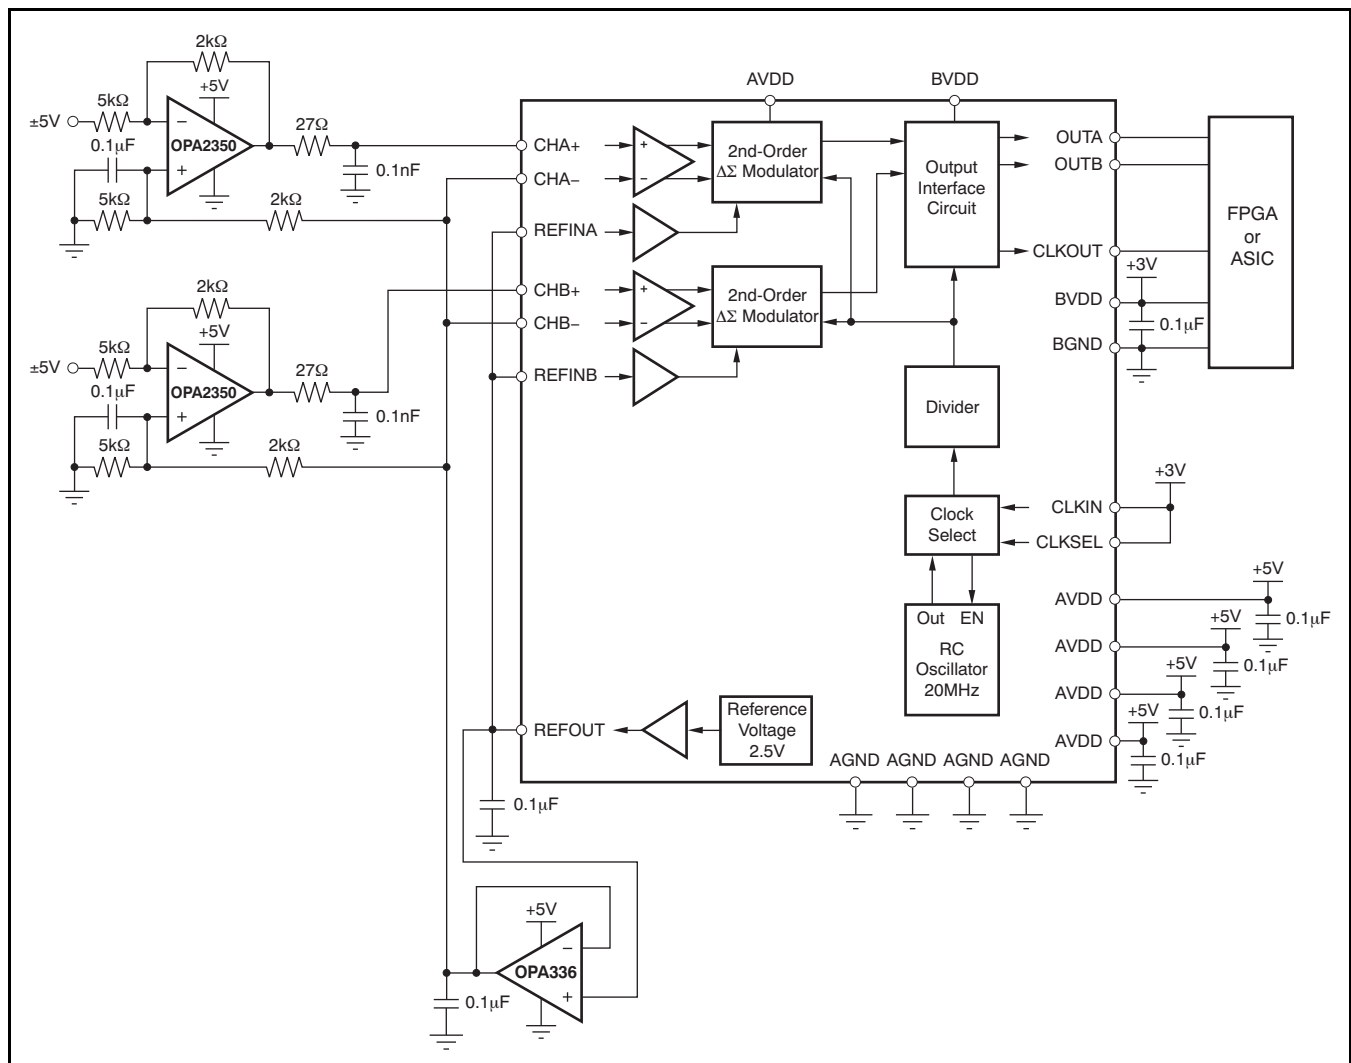 2kΩ
+5V
5kΩ
±5V
0.1μF
−
OPA2350
+
27Ω
0.1nF
5kΩ
2kΩ
2kΩ
+5V
5kΩ
±5V
0.1μF
−
OPA2350
+
27Ω
0.1nF
5kΩ
2kΩ
AVDD
BVDD
CHA+
CHA−
REFINA
CHB+
CHB−
REFINB
+
−
+
−
2nd-Order
ΔΣ Modulator
2nd-Order
ΔΣ Modulator
Output
Interface
Circuit
OUTA
OUTB
CLKOUT
+3V
BVDD
0.1μF
BGND
FPGA
or
ASIC
Divider
Clock
Select
CLKIN
CLKSEL
+3V
Out EN
RC
Oscillator
20MHz
AVDD
+5V
0.1μF
AVDD
+5V
0.1μF
AVDD
+5V
0.1μF
AVDD
+5V
0.1μF
REFOUT
Reference
Voltage
2.5V
AGND AGND AGND AGND
0.1μF
+5V
−
OPA336
+
0.1μF